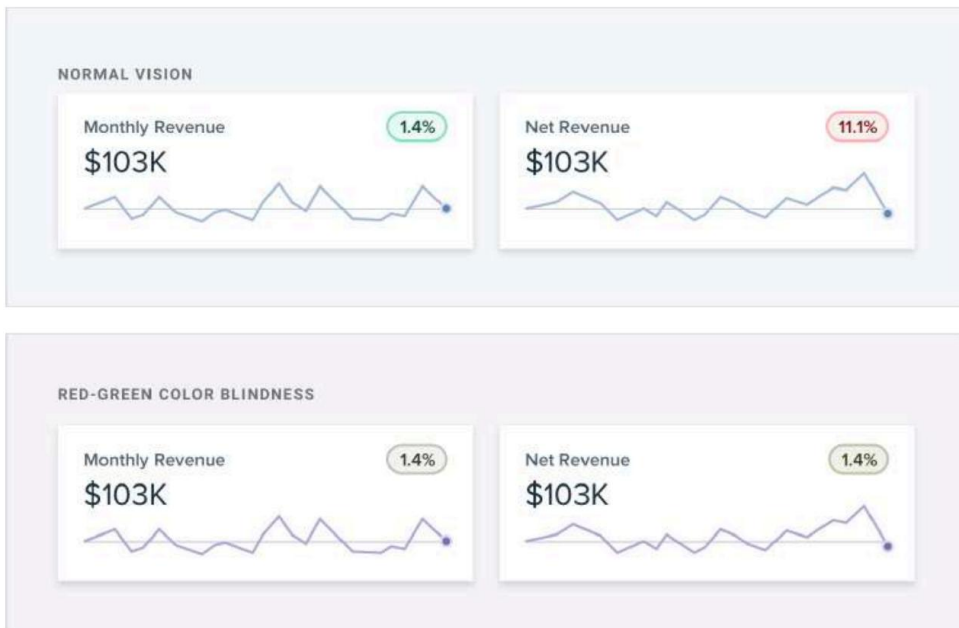 NORMAL VISION
Monthly Revenue 1.4%
$103K
Net Revenue 11.1%
$103K
RED-GREEN COLOR BLINDNESS
Monthly Revenue 1.4%
$103K
Net Revenue 1.4%
$103K